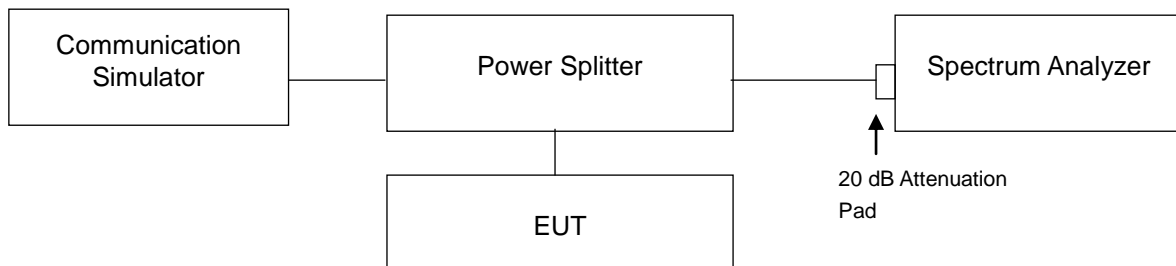 Communication
Simulator
Power Splitter
Spectrum Analyzer
20 dB Attenuation
Pad
EUT